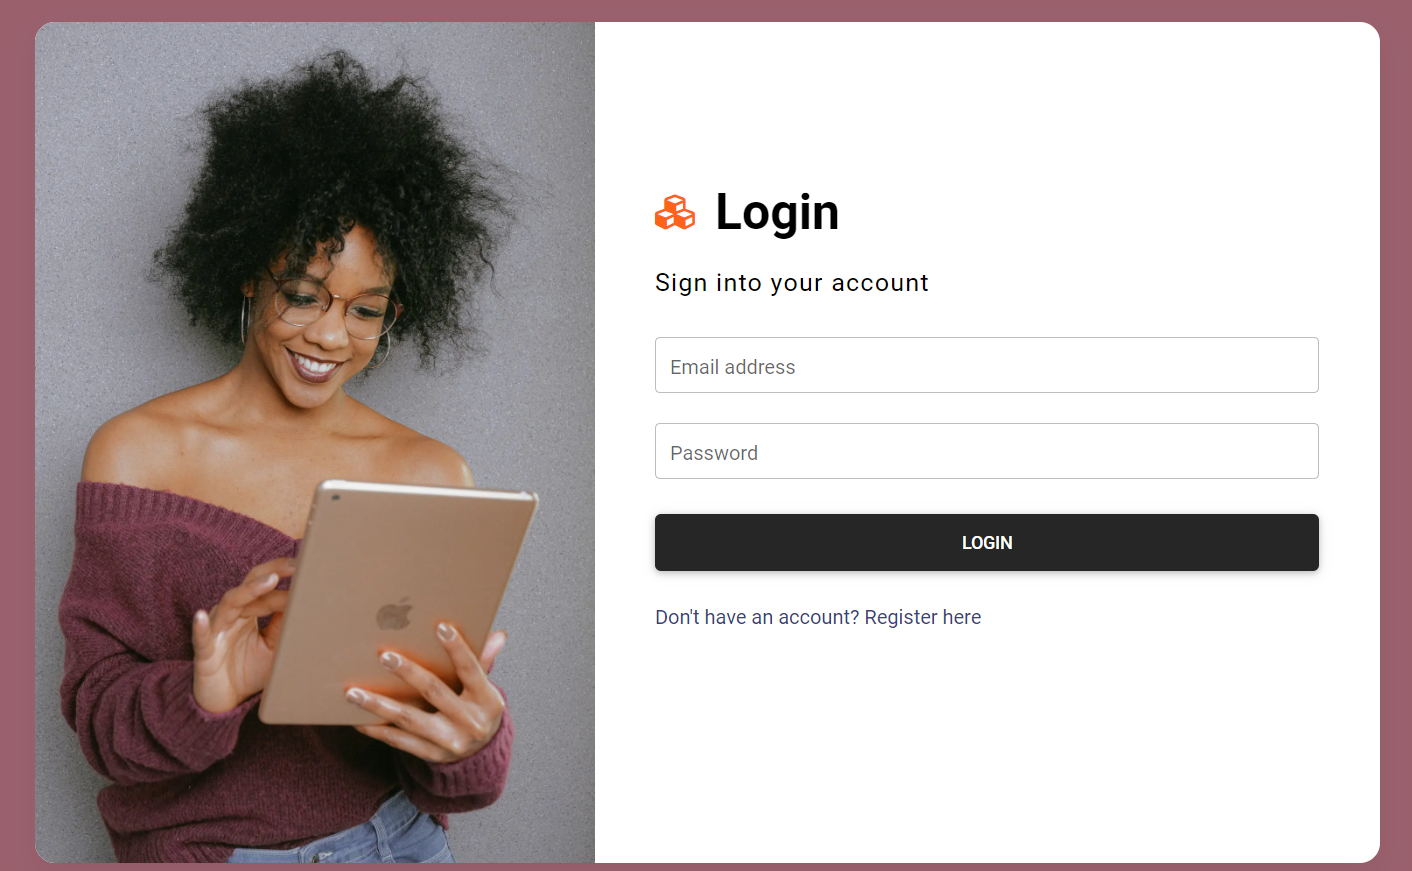 Login
Sign into your account
Email address
Password
LOGIN
Don't have an account? Register here